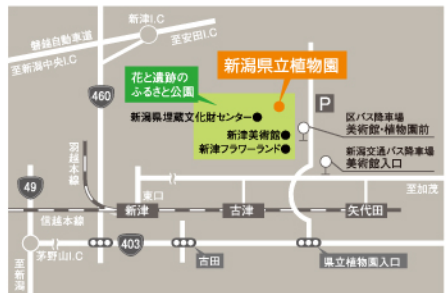 新津I.C
磐越自動車道
至安田I.C
至新潟中央I.C
460
花と遺跡の
ふるさと公園
新潟県立植物園
新潟県埋蔵文化財センター
新津美術館
新津フラワーランド
P
区バス降車場
美術館・植物園前
新潟交通バス降車場
美術館入口
羽越本線
49
東口
至加茂
新津
古津
矢代田
信越本線
茅野山I.C
403
古田
県立植物園入口
至新潟